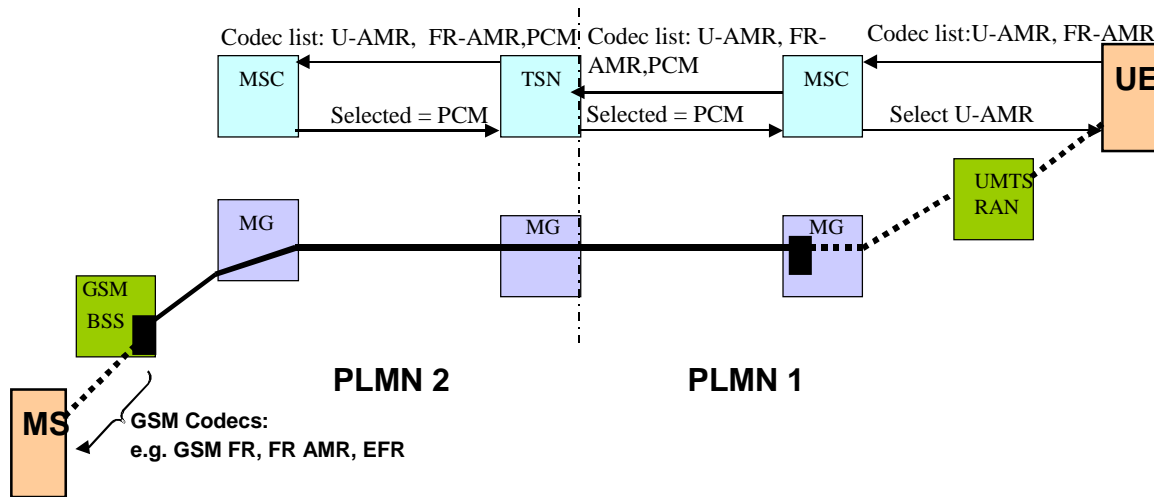 Codec list: U-AMR, FR-AMR,PCM
Codec list: U-AMR, FR-
AMR,PCM
Codec list:U-AMR, FR-AMR
MSC
TSN
MSC
UE
Selected = PCM
Selected = PCM
Select U-AMR
UMTS
RAN
MG
MG
MG
GSM
BSS
PLMN 2
PLMN 1
MS
GSM Codecs:
e.g. GSM FR, FR AMR, EFR